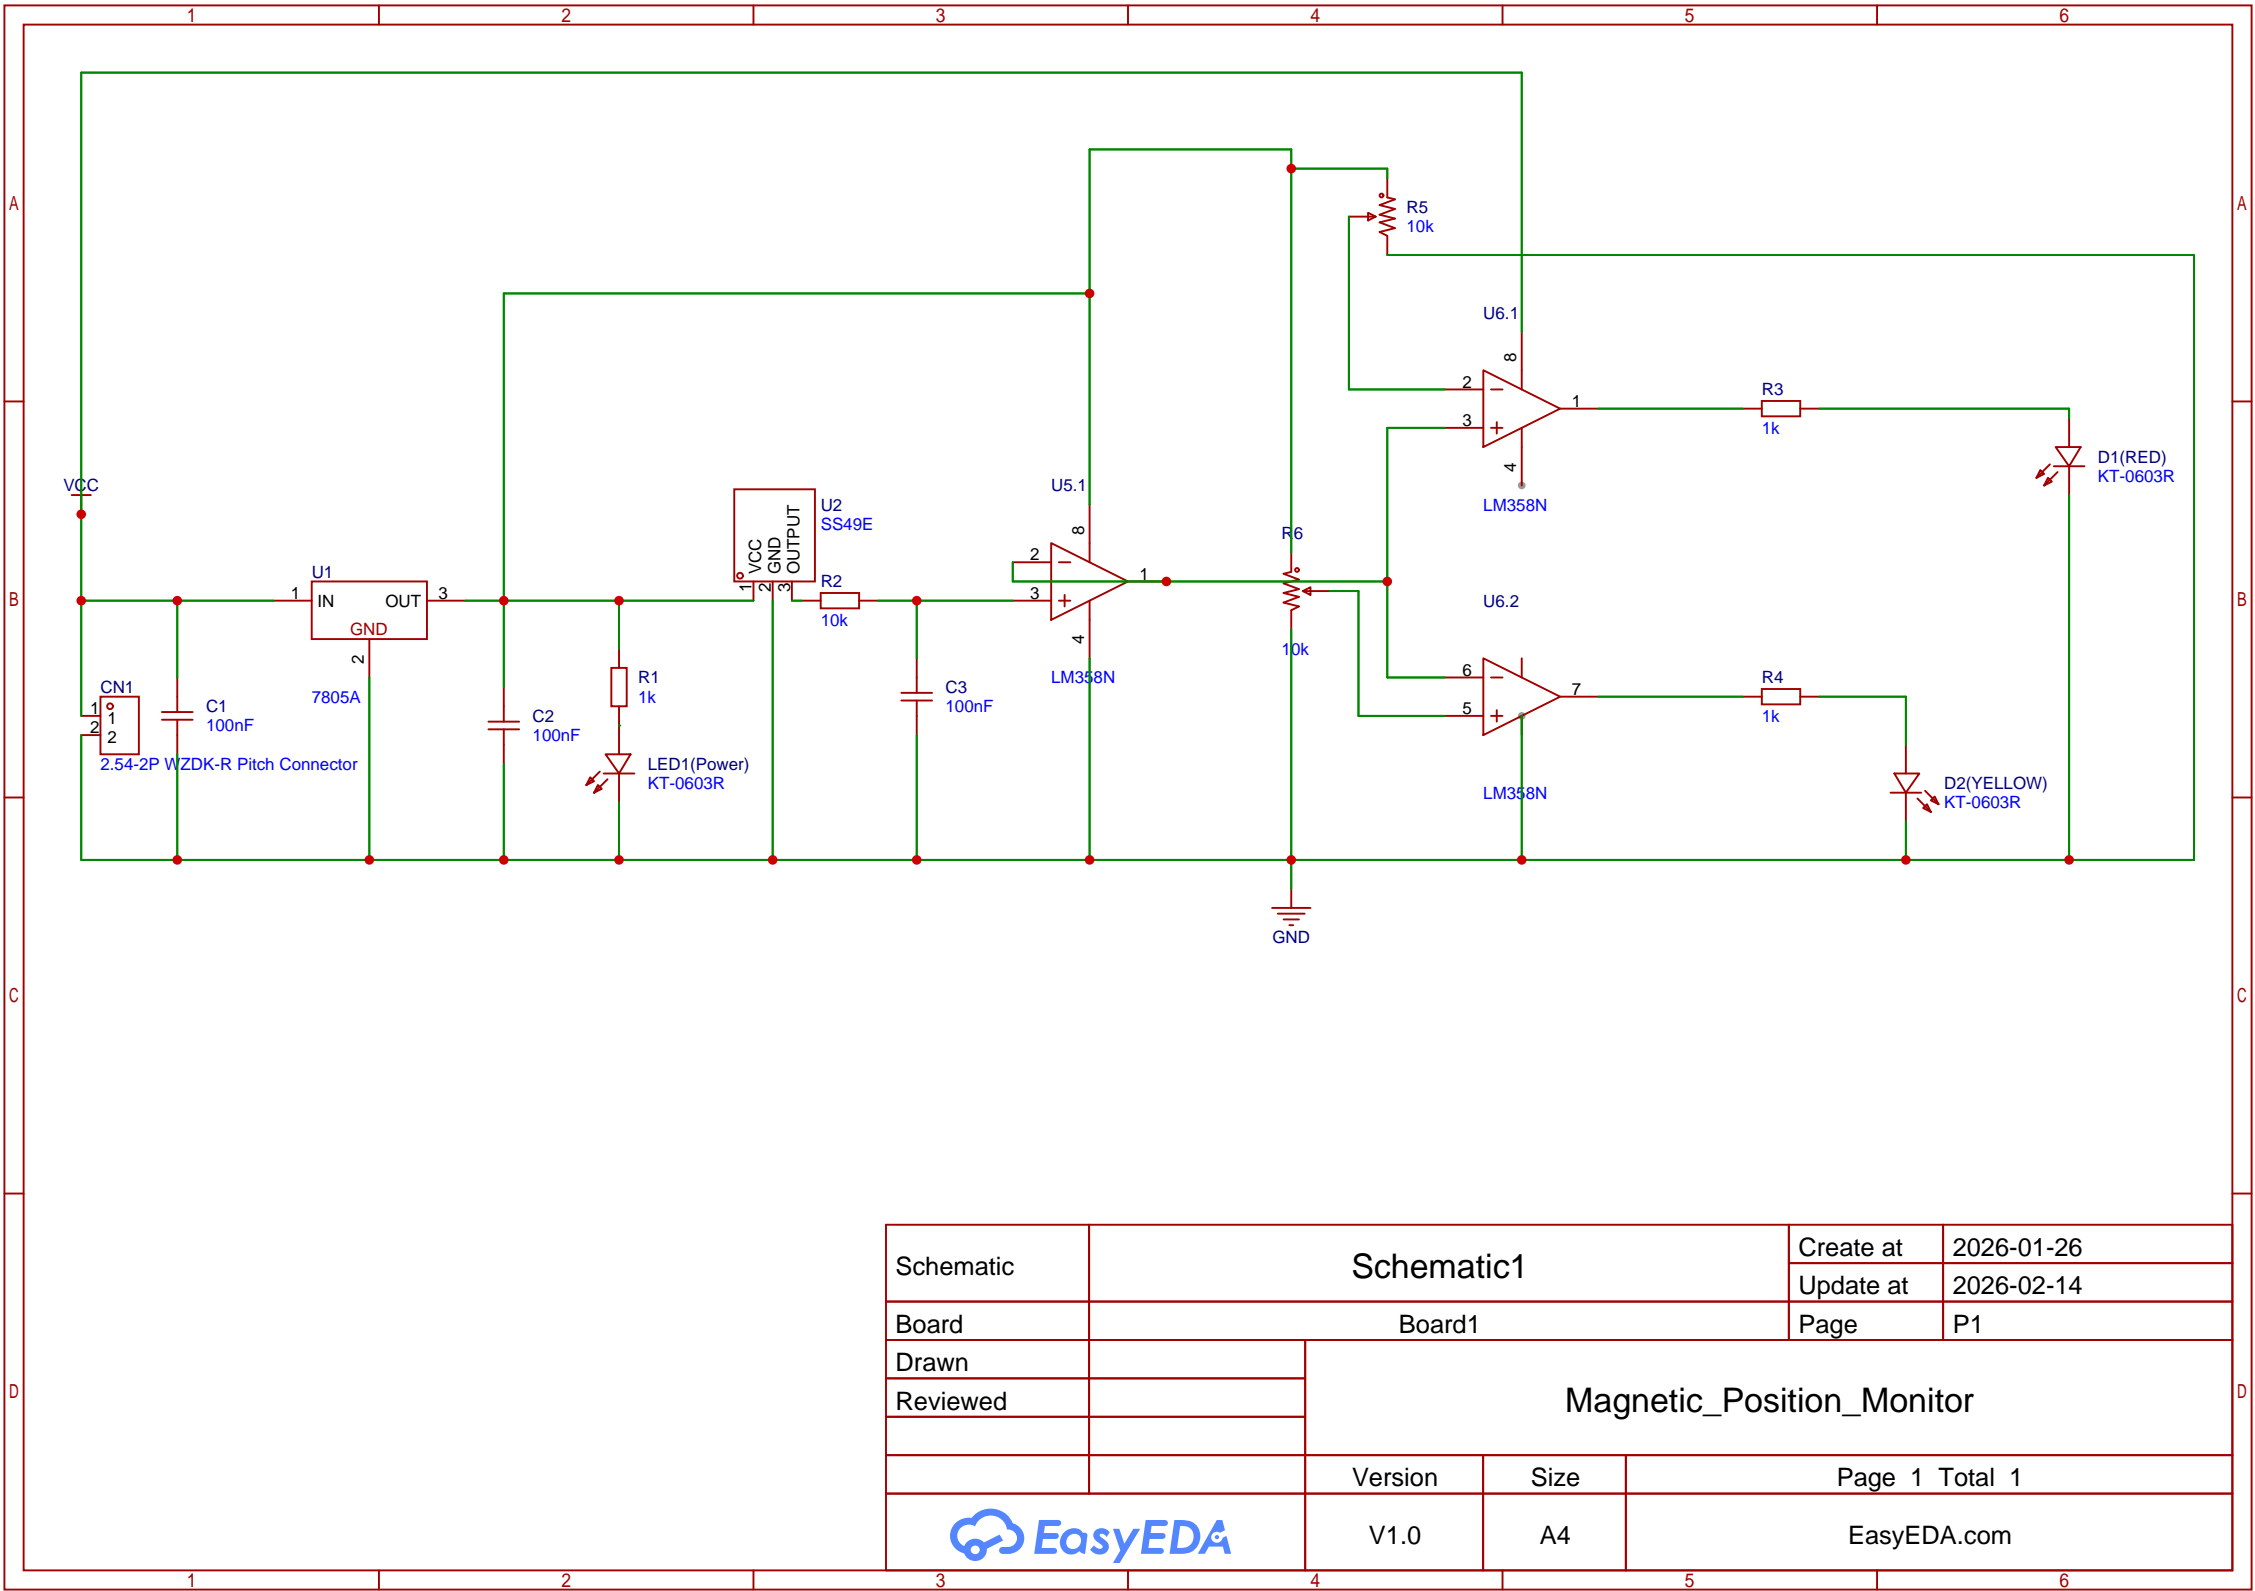 1 2 3 4 5 6
A A
B B
C C
D D
R5
10k
U6.1
8
2
3
4
1
LM358N
R3
1k
D1(RED)
KT-0603R
VCC
U1
1 IN OUT 3
GND
2
7805A
CN1
1 1
2 2
2.54-2P WZDK-R Pitch Connector
C1
100nF
C2
100nF
R1
1k
LED1(Power)
KT-0603R
U2
SS49E
VCC
GND
OUTPUT
1
2
3
R2
10k
C3
100nF
U5.1
8
2
3
4
1
LM358N
R6
10k
U6.2
6
5
7
LM358N
R4
1k
D2(YELLOW)
KT-0603R
GND
Schematic Schematic1 Create at 2026-01-26
Update at 2026-02-14
Board Board1 Page P1
Drawn
Reviewed
Magnetic_Position_Monitor
Version Size Page 1 Total 1
EasyEDA V1.0 A4 EasyEDA.com
1 2 3 4 5 6